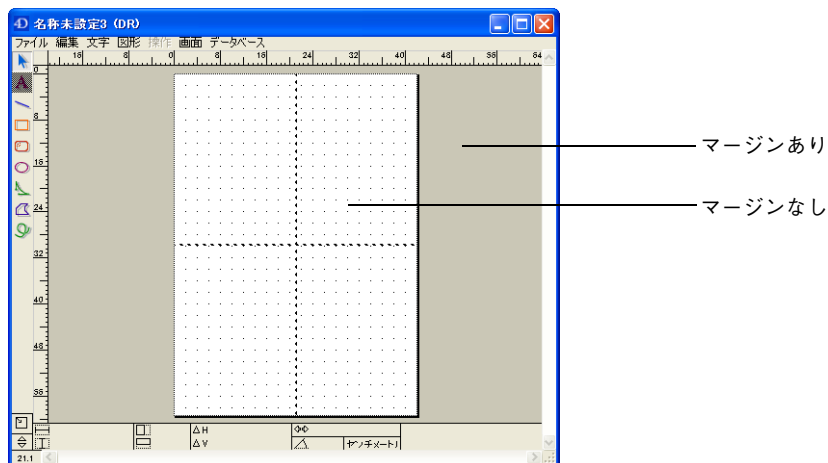 4D 名称未設定3 (DR)
ファイル 編集 文字 図形 操作 画面 データベース
16 8 0 8 16 24 32 40 48 56 64
0
A
8
16
24
32
40
48
56
マージンあり
マージンなし
ΔH
ΔV
センチメートル
21.1